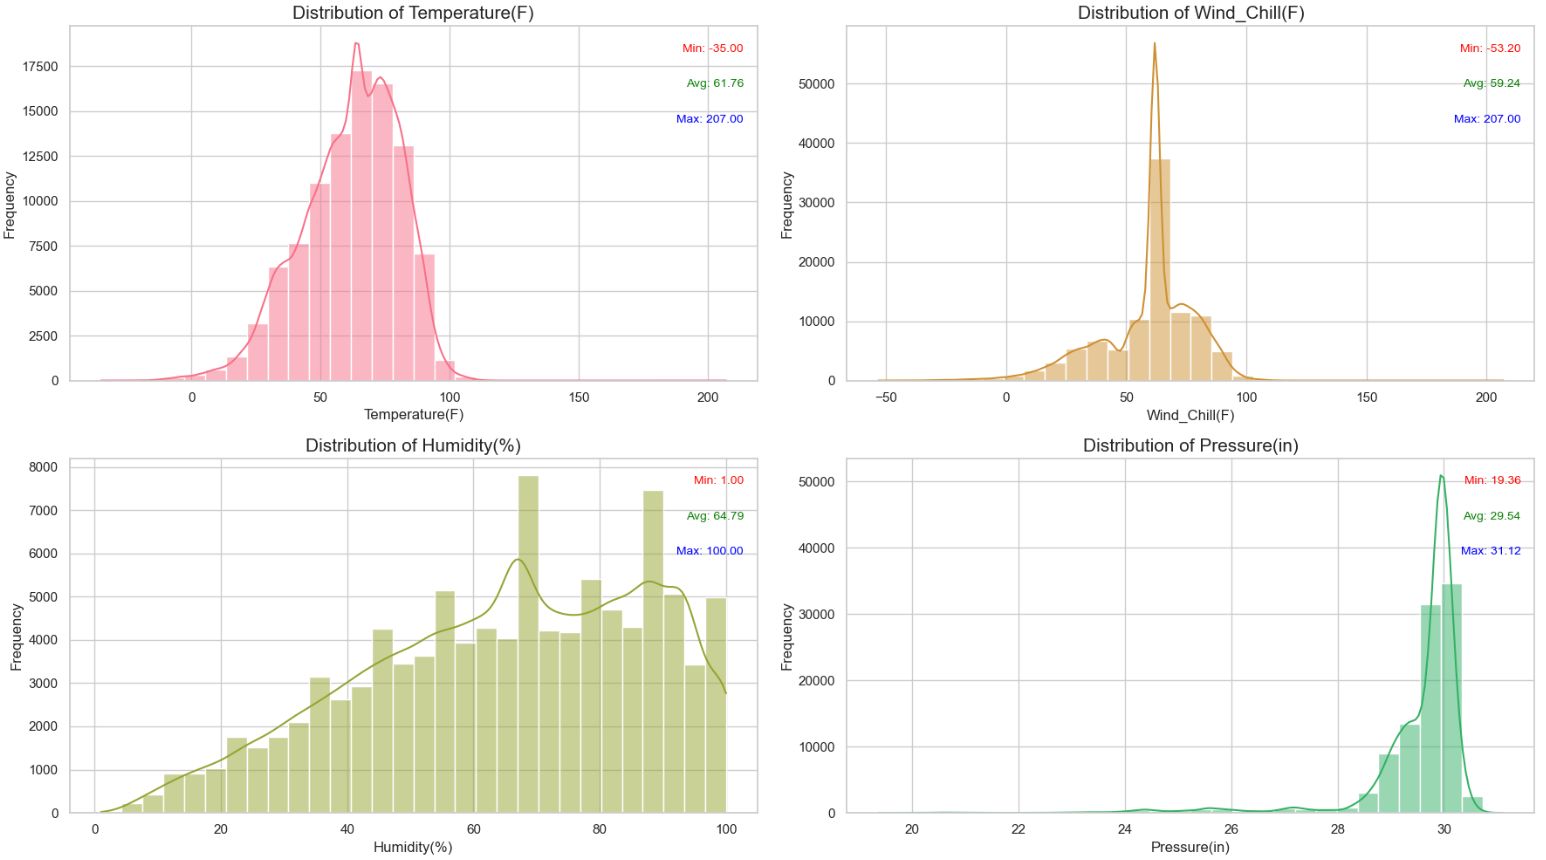 Distribution of Temperature(F)
Min: -35.00
Avg: 61.76
Max: 207.00
17500
15000
12500
10000
7500
5000
2500
0
Frequency
0 50 100 150 200
Temperature(F)
Distribution of Wind_Chill(F)
Min: -53.20
Avg: 59.24
Max: 207.00
50000
40000
30000
20000
10000
0
Frequency
−50 0 50 100 150 200
Wind_Chill(F)
Distribution of Humidity(%)
Min: 1.00
Avg: 64.79
Max: 100.00
8000
7000
6000
5000
4000
3000
2000
1000
0
Frequency
0 20 40 60 80 100
Humidity(%)
Distribution of Pressure(in)
Min: 19.36
Avg: 29.54
Max: 31.12
50000
40000
30000
20000
10000
0
Frequency
20 22 24 26 28 30
Pressure(in)